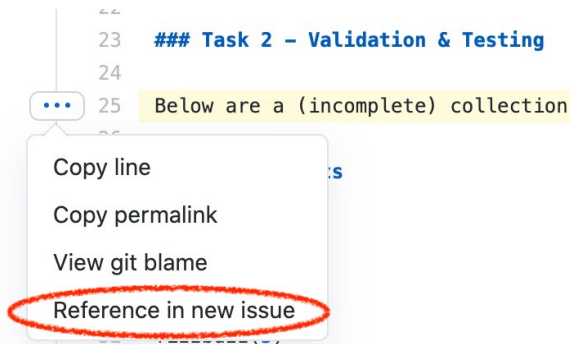 23 ### Task 2 – Validation & Testing
24
25 Below are a (incomplete) collection
Copy line
Copy permalink
View git blame
Reference in new issue